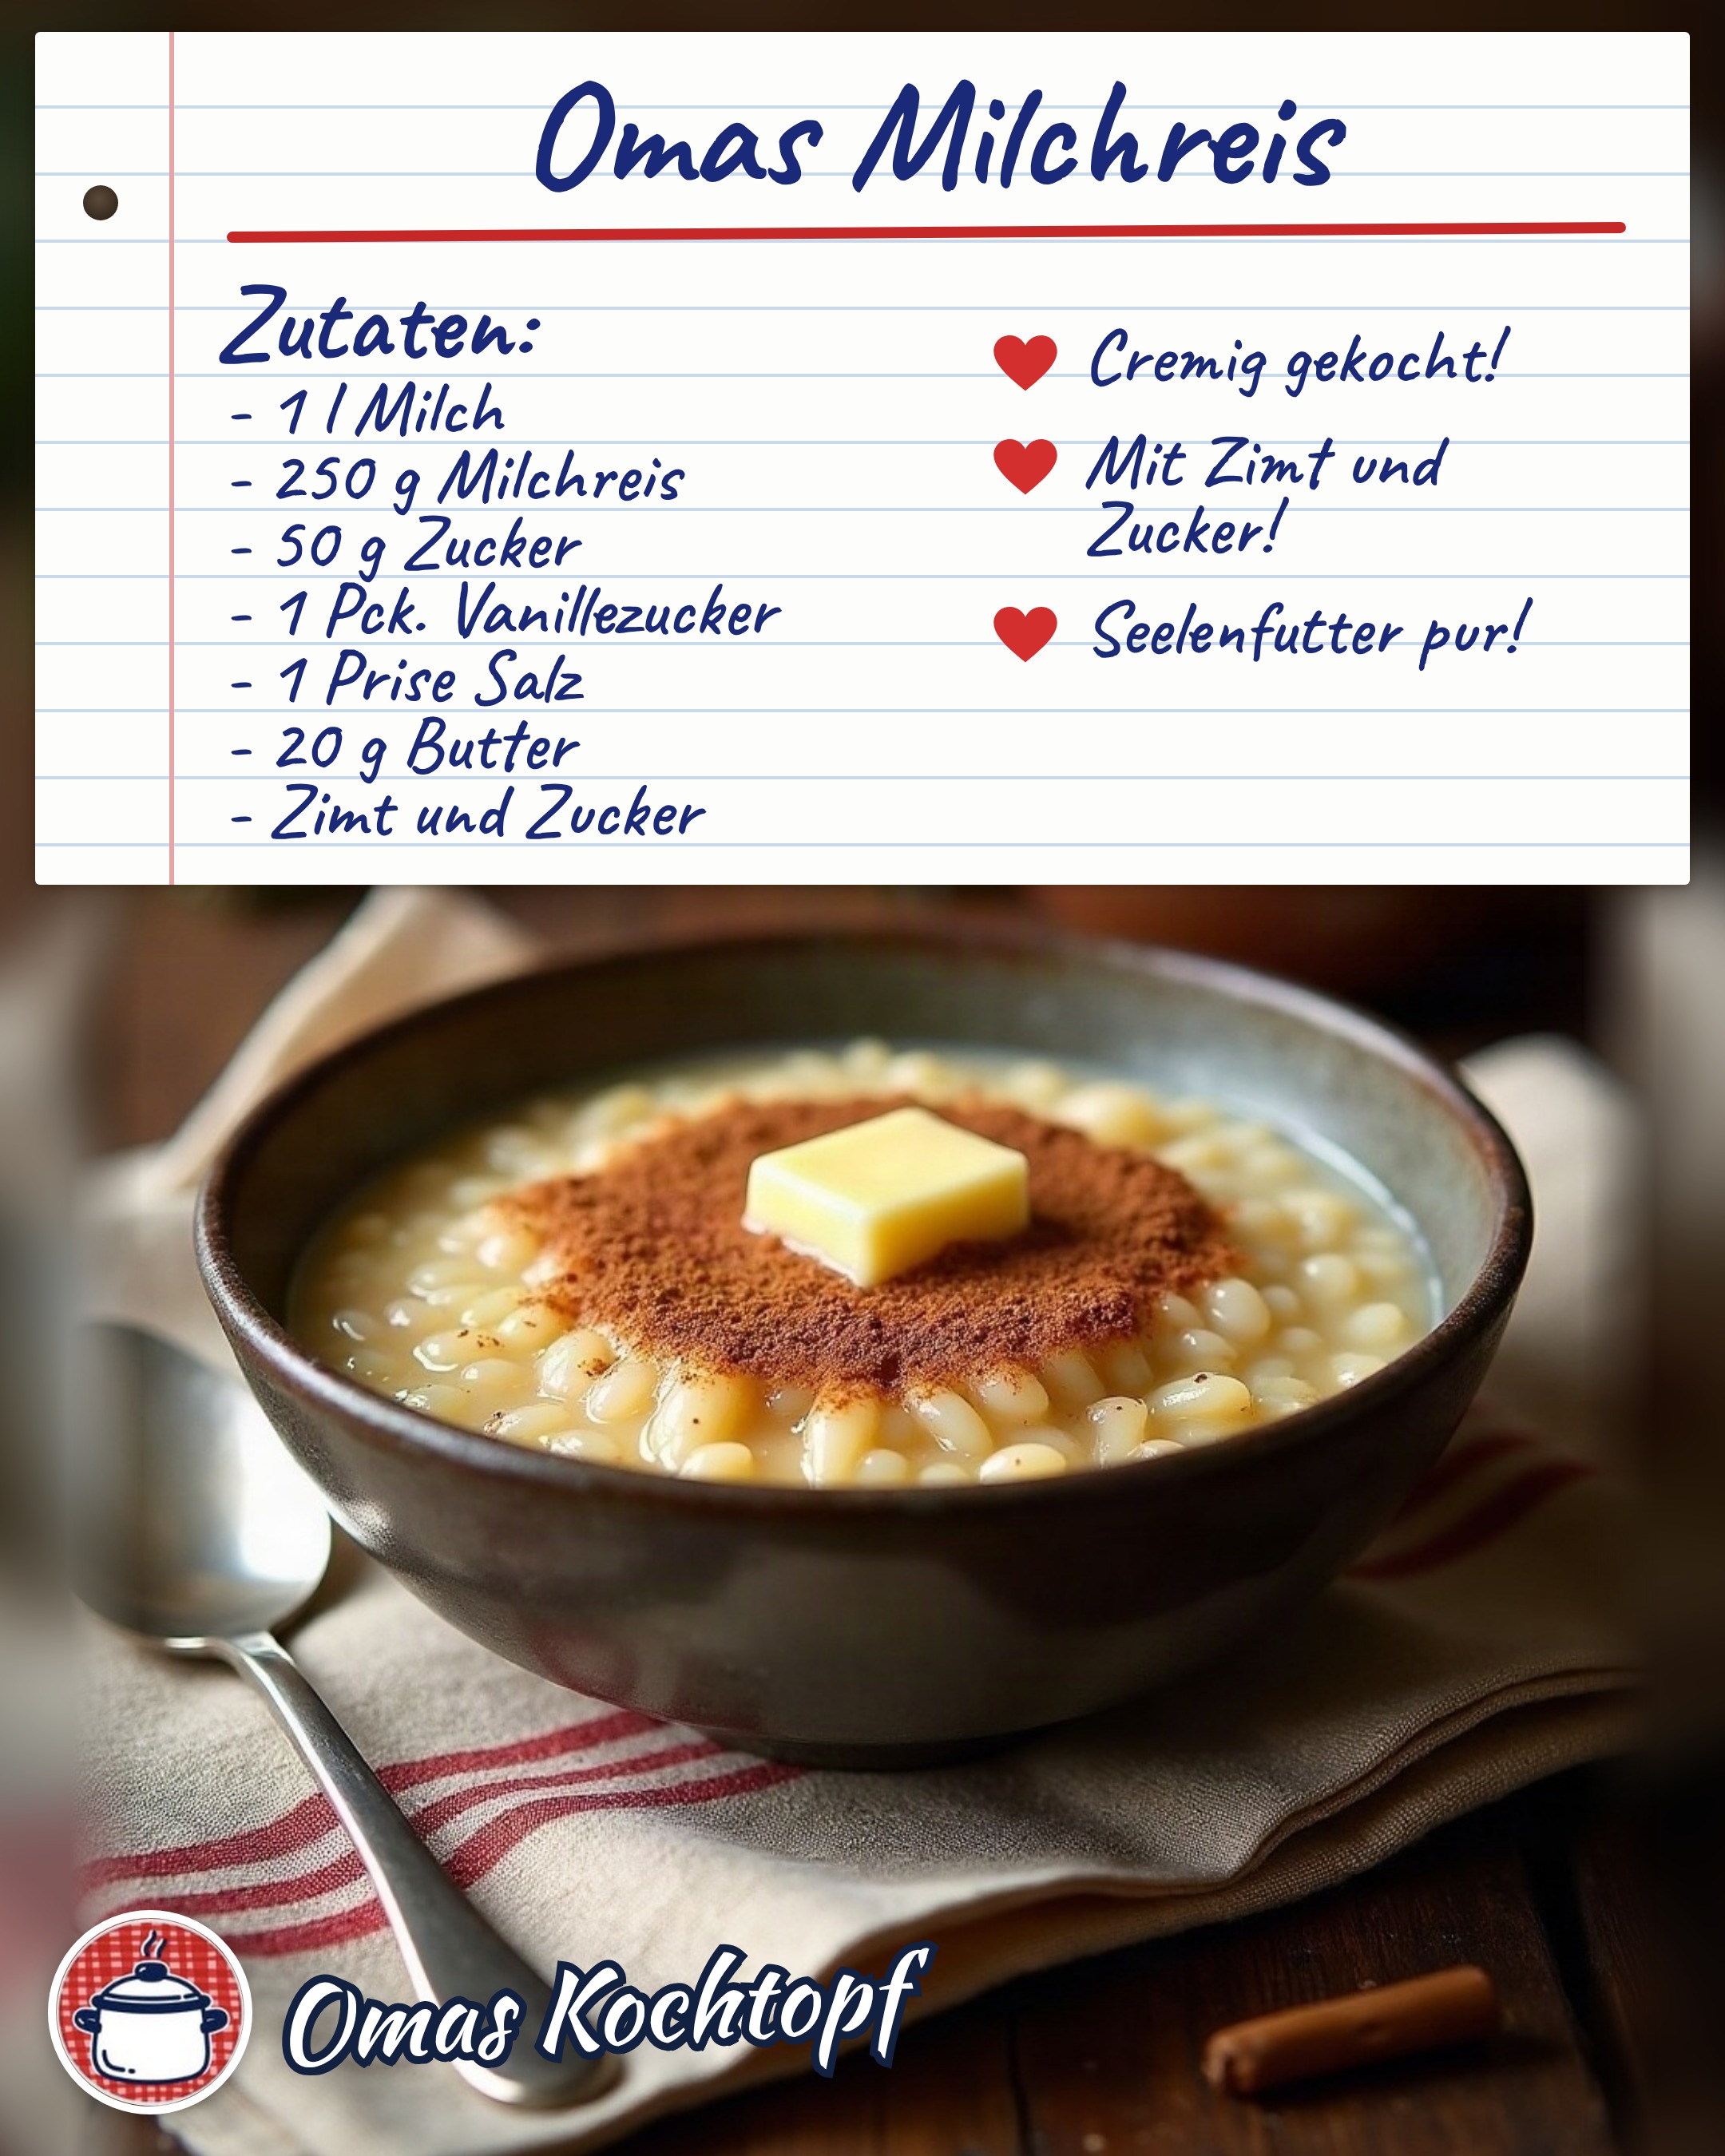 Omas Milchreis
Zutaten:
- 1 l Milch
- 250 g Milchreis
- 50 g Zucker
- 1 Pck. Vanillezucker
- 1 Prise Salz
- 20 g Butter
- Zimt und Zucker
Cremig gekocht!
Mit Zimt und
Zucker!
Seelenfutter pur!
Omas Kochtopf